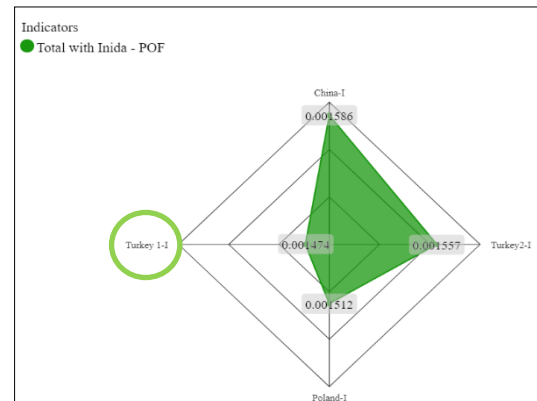 Indicators
Total with Inida - POF
China-I
0.001586
Turkey 1-I
0.001474
0.001557
Turkey2-I
0.001512
Poland-I